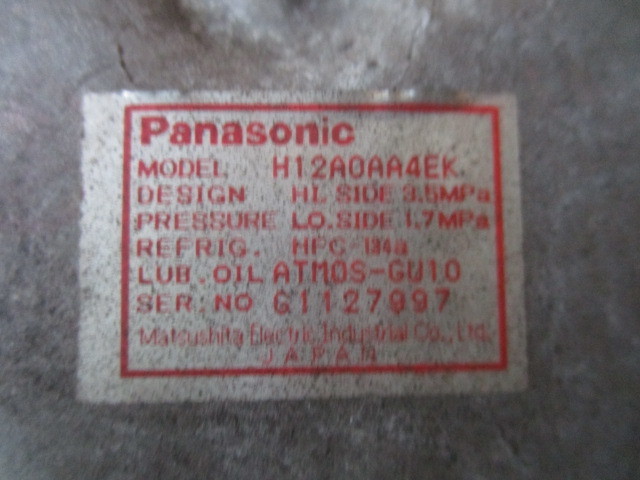 Panasonic
MODEL H12A0AA4EK
DESIGN HI. SIDE 3.5MPa
PRESSURE LO. SIDE 1.7MPa
REFRIG. HFC-134a
LUB. OIL ATMOS-GU10
SER. NO G1127997
Matsushita Electric Industrial Co., Ltd.
JAPAN